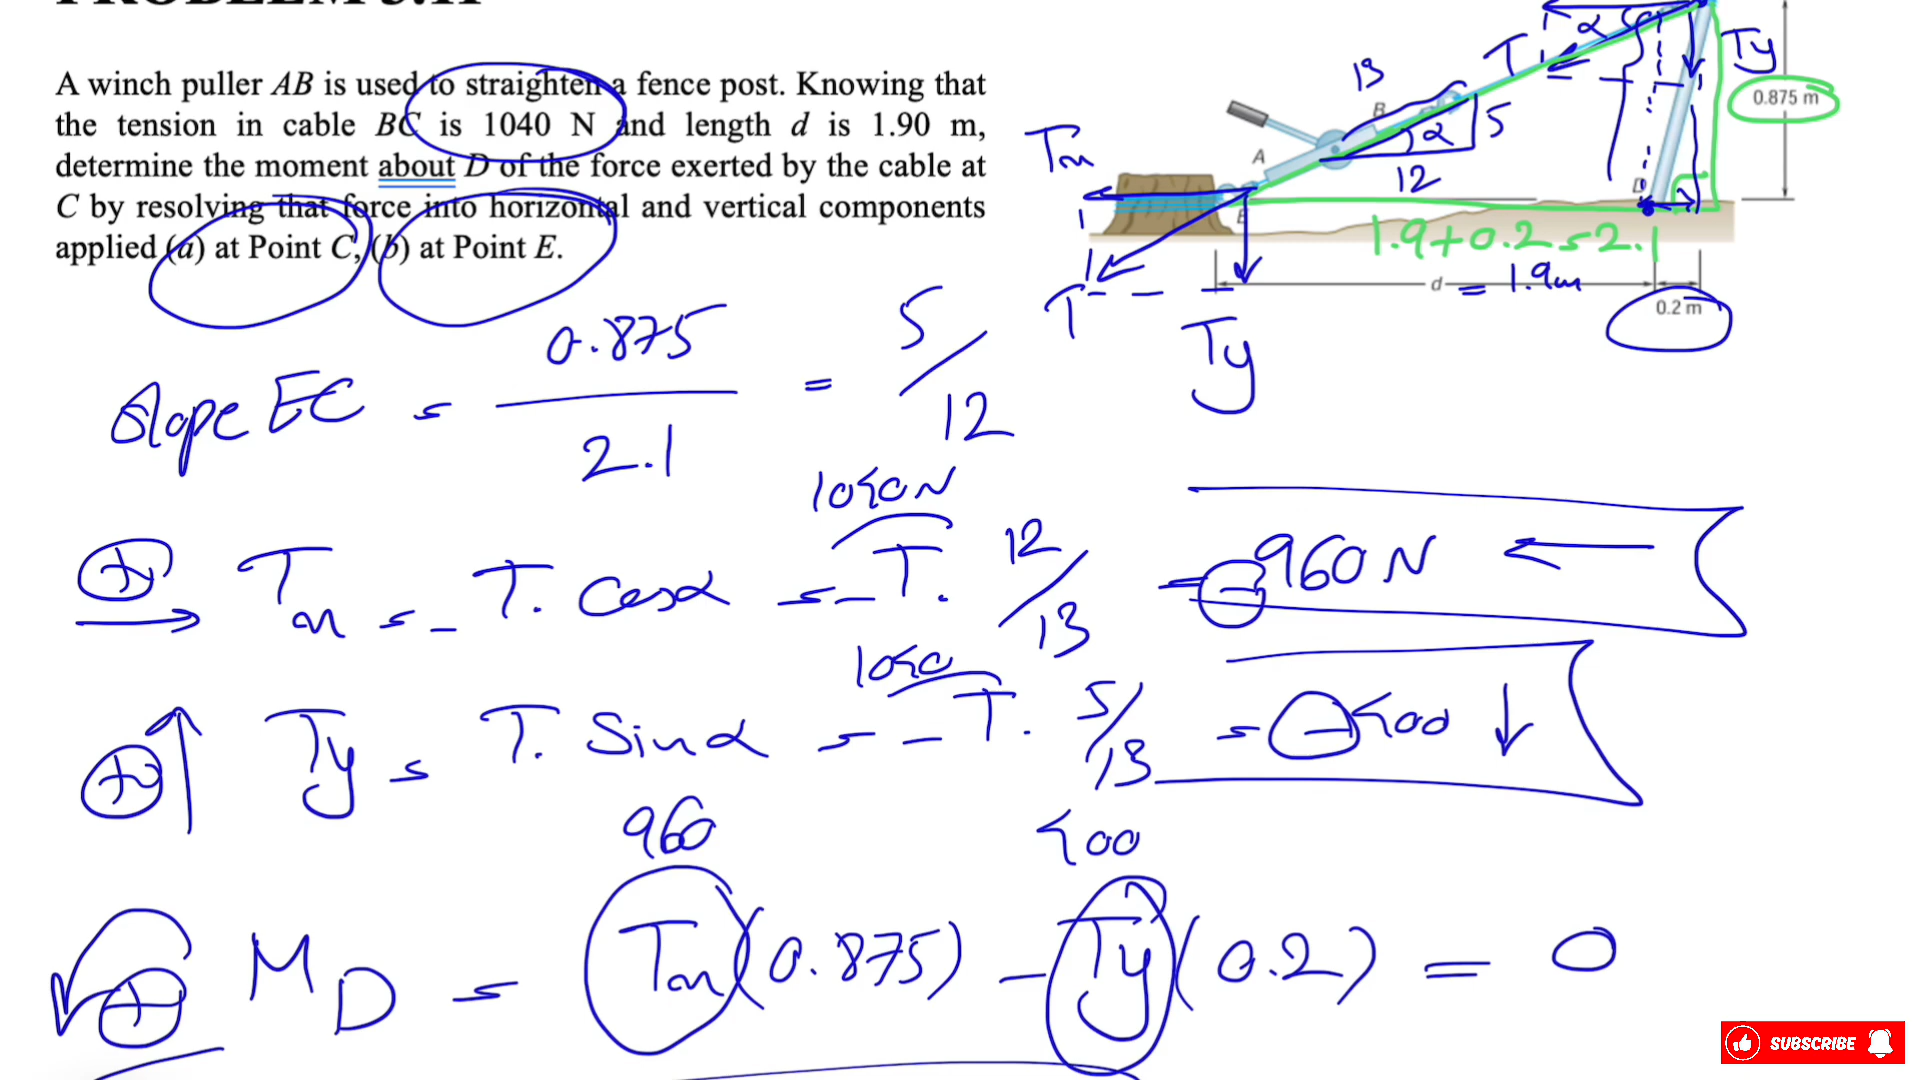 A winch puller AB is used to straighten a fence post. Knowing that
the tension in cable BC is 1040 N and length d is 1.90 m,
determine the moment about D of the force exerted by the cable at
C by resolving that force into horizontal and vertical components
applied (a) at Point C, (b) at Point E.
α
Ty
T
13
0.875 m
B
5
α
A
12
D
E
1.9+0.2=2.1
d = 1.9m
0.2 m
T
Ty
Slope EC = 0.875 / 2.1 = 5/12
1040N
+ → Tx = - T. Cosα = - T. 12/13 = -960N ←
1040
+ ↑ Ty = T. Sinα = - T. 5/13 = -400 ↓
960
400
+ MD = Tx(0.875) - Ty(0.2) = 0
SUBSCRIBE